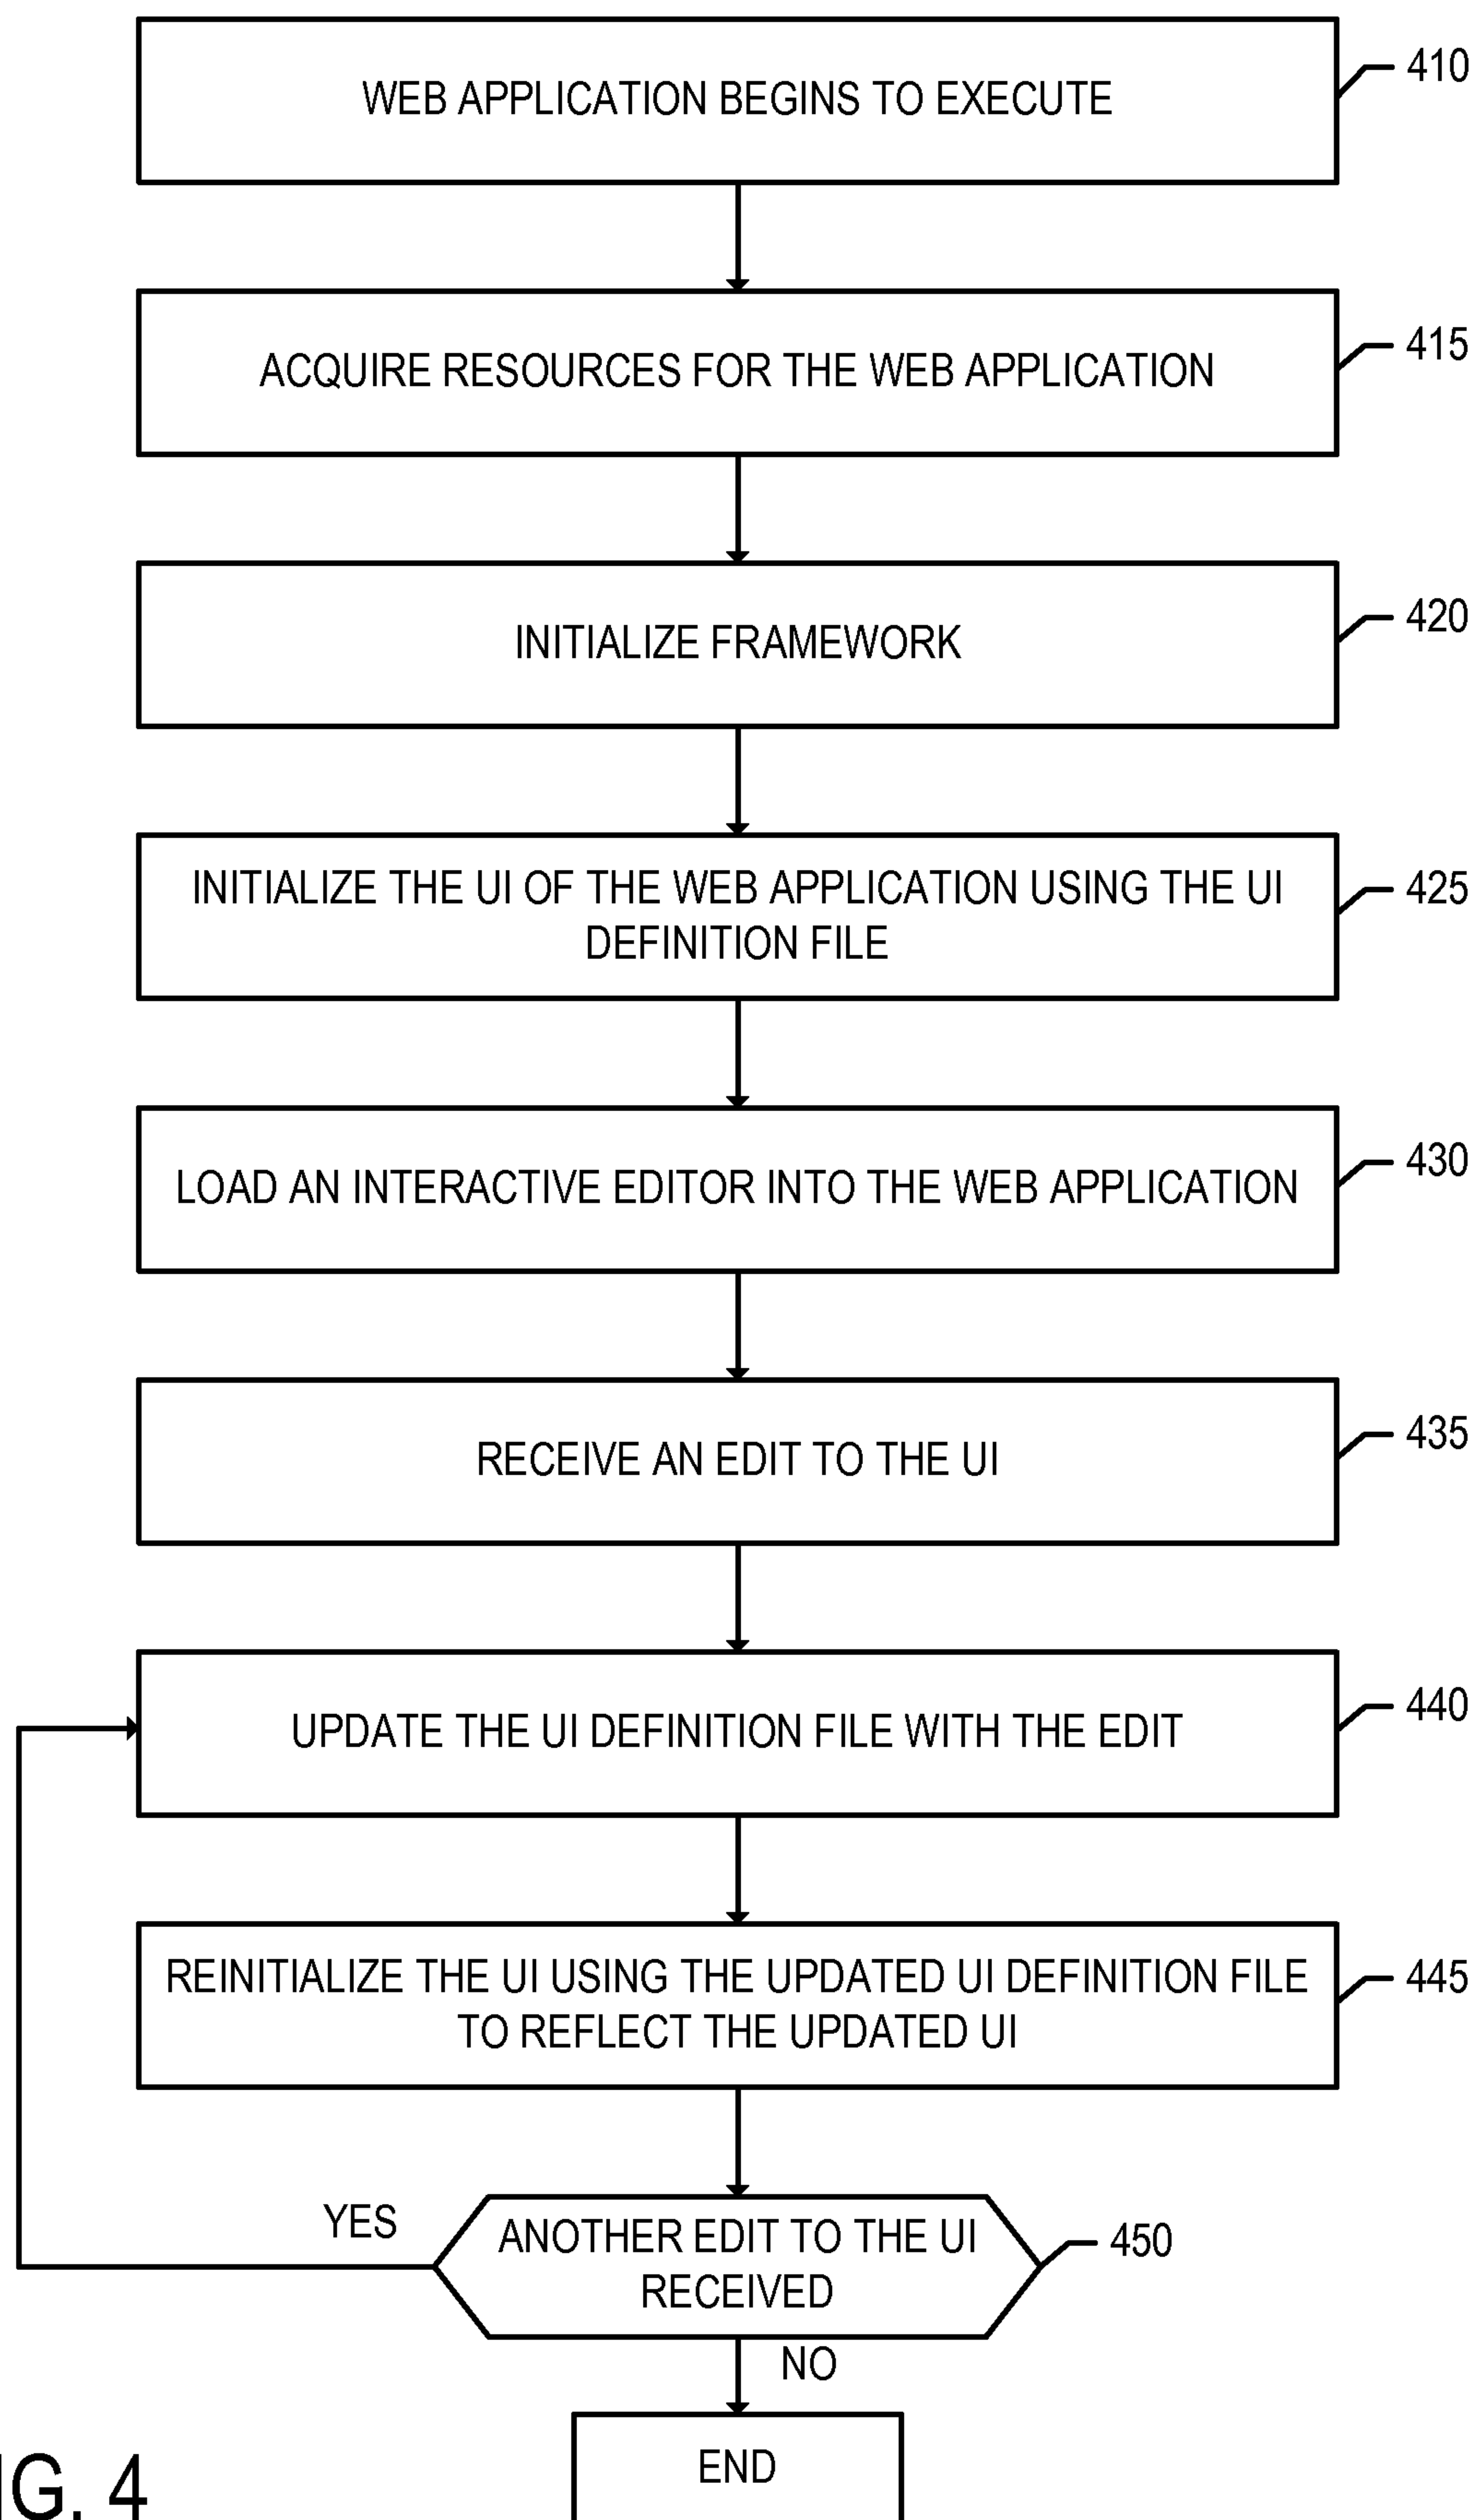 WEB APPLICATION BEGINS TO EXECUTE
410
ACQUIRE RESOURCES FOR THE WEB APPLICATION
415
INITIALIZE FRAMEWORK
420
INITIALIZE THE UI OF THE WEB APPLICATION USING THE UI
DEFINITION FILE
425
LOAD AN INTERACTIVE EDITOR INTO THE WEB APPLICATION
430
RECEIVE AN EDIT TO THE UI
435
UPDATE THE UI DEFINITION FILE WITH THE EDIT
440
REINITIALIZE THE UI USING THE UPDATED UI DEFINITION FILE
TO REFLECT THE UPDATED UI
445
YES
ANOTHER EDIT TO THE UI
RECEIVED
450
NO
END
IG. 4